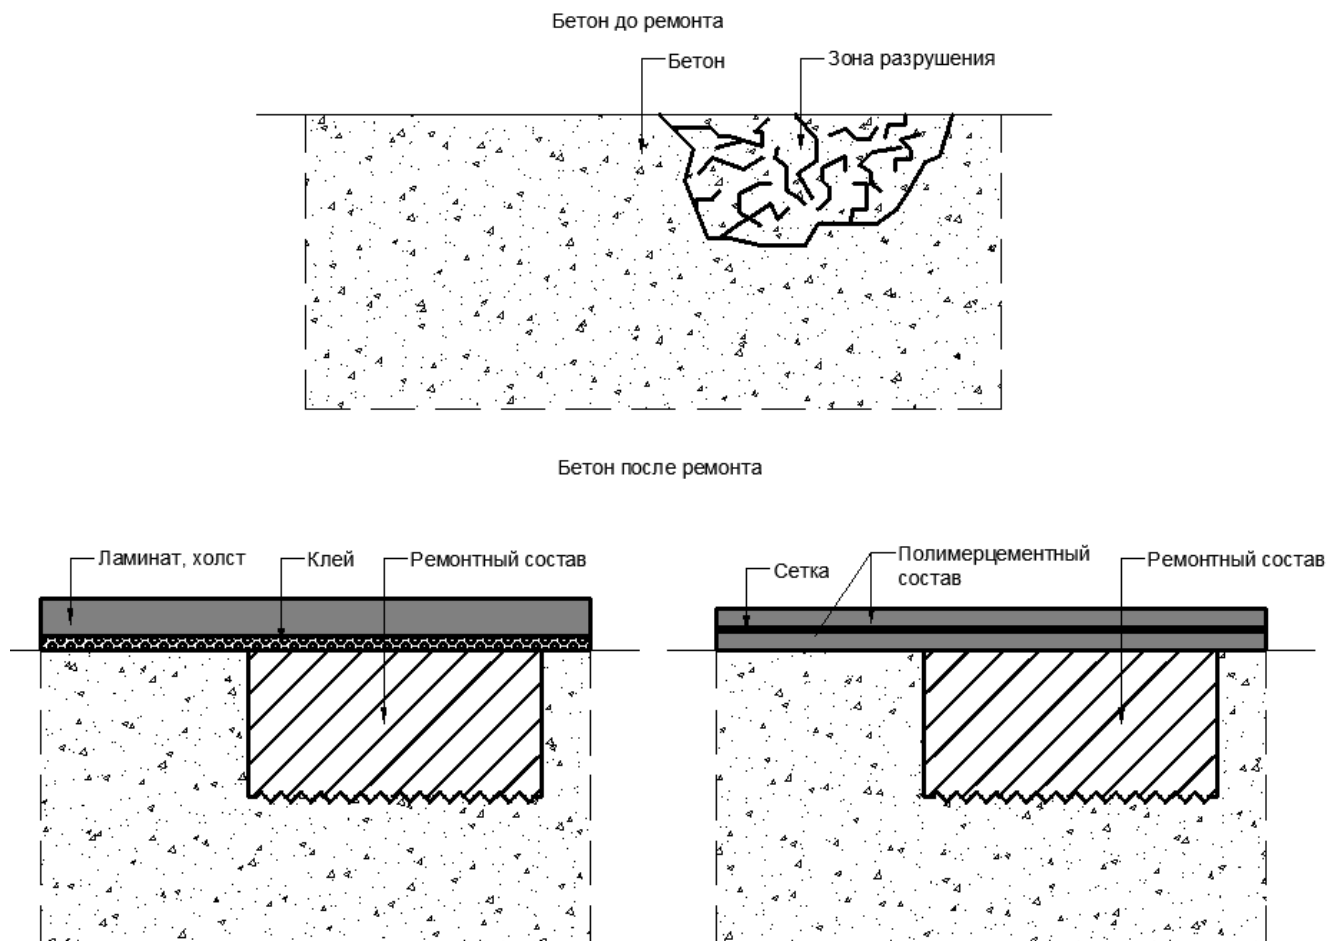 Бетон до ремонта
Бетон
Зона разрушения
Бетон после ремонта
Ламинат, холст
Клей
Ремонтный состав
Сетка
Полимерцементный
состав
Ремонтный состав